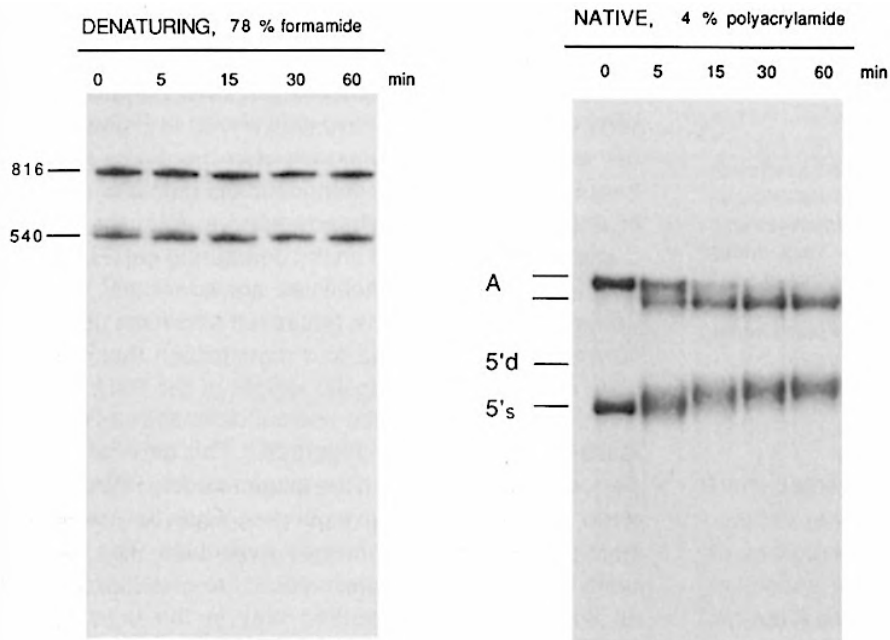 DENATURING, 78 % formamide
0 5 15 30 60 min
816
540
NATIVE, 4 % polyacrylamide
0 5 15 30 60 min
A
5'd
5's